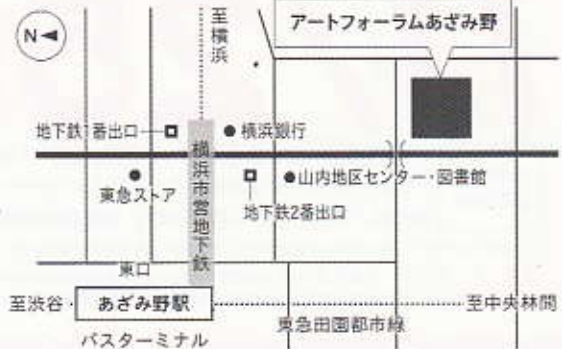 アートフォーラムあざみ野
N
至横浜
地下鉄1番出口
横浜銀行
横浜市営地下鉄
東急ストア
山内地区センター・図書館
地下鉄2番出口
東口
至渋谷
あざみ野駅
至中央林間
東急田園都市線
バスターミナル